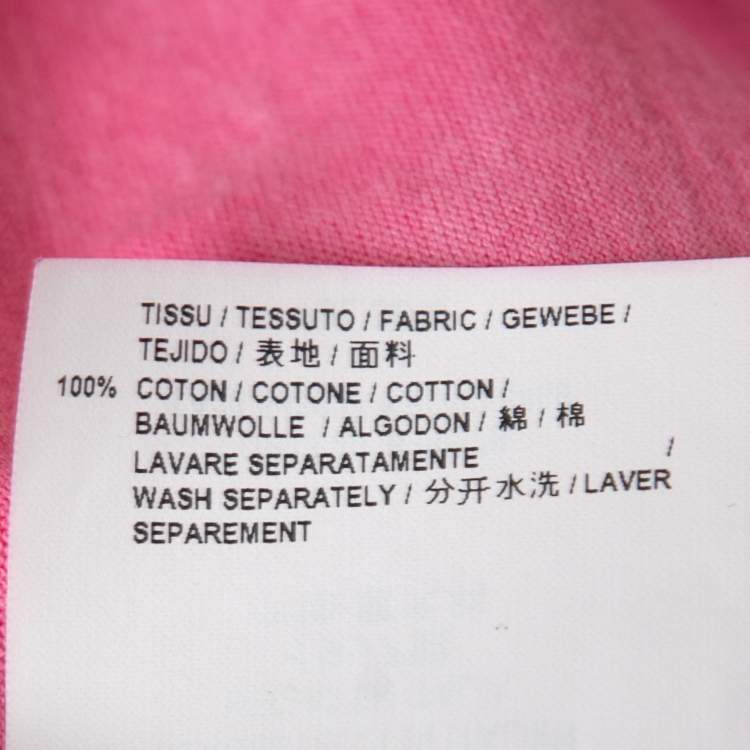 TISSU / TESSUTO / FABRIC / GEWEBE /
TEJIDO / 表地 / 面料
100% COTON / COTONE / COTTON /
BAUMWOLLE / ALGODON / 綿 / 棉
LAVARE SEPARATAMENTE /
WASH SEPARATELY / 分开水洗 / LAVER
SEPAREMENT